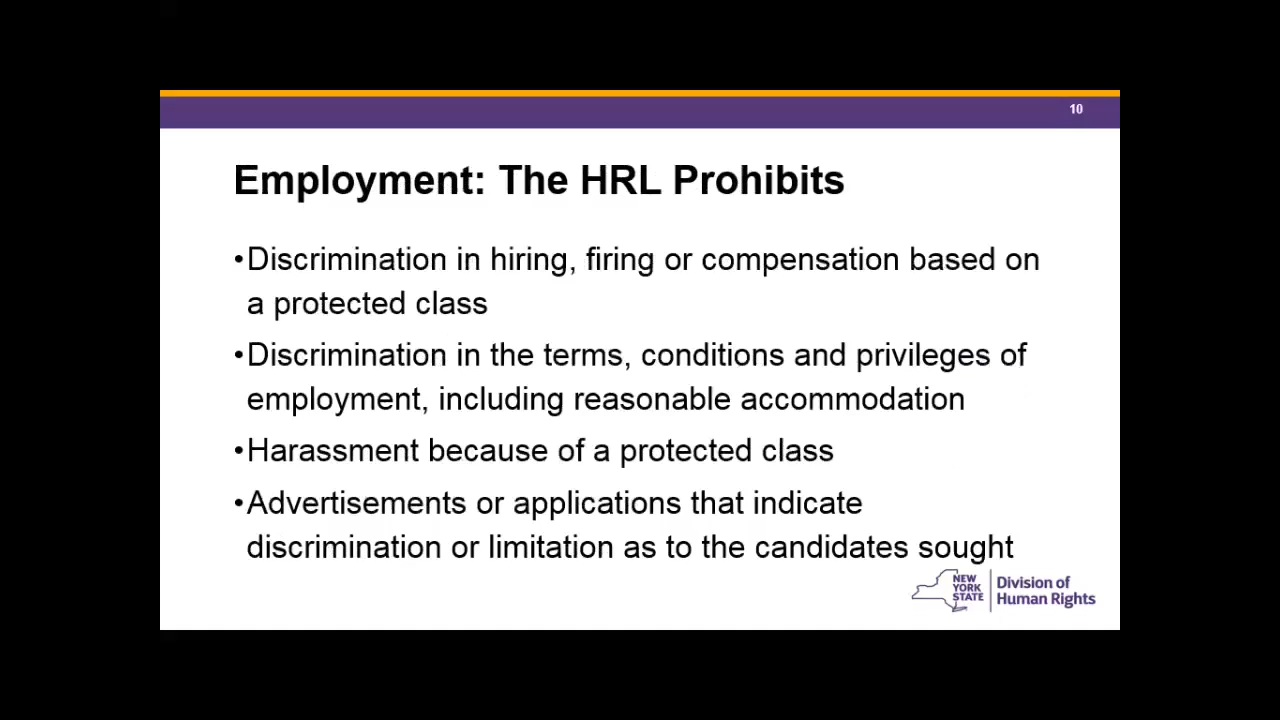 10
Employment: The HRL Prohibits
•Discrimination in hiring, firing or compensation based on
a protected class
•Discrimination in the terms, conditions and privileges of
employment, including reasonable accommodation
•Harassment because of a protected class
•Advertisements or applications that indicate
discrimination or limitation as to the candidates sought
NEW
YORK
STATE
Division of
Human Rights